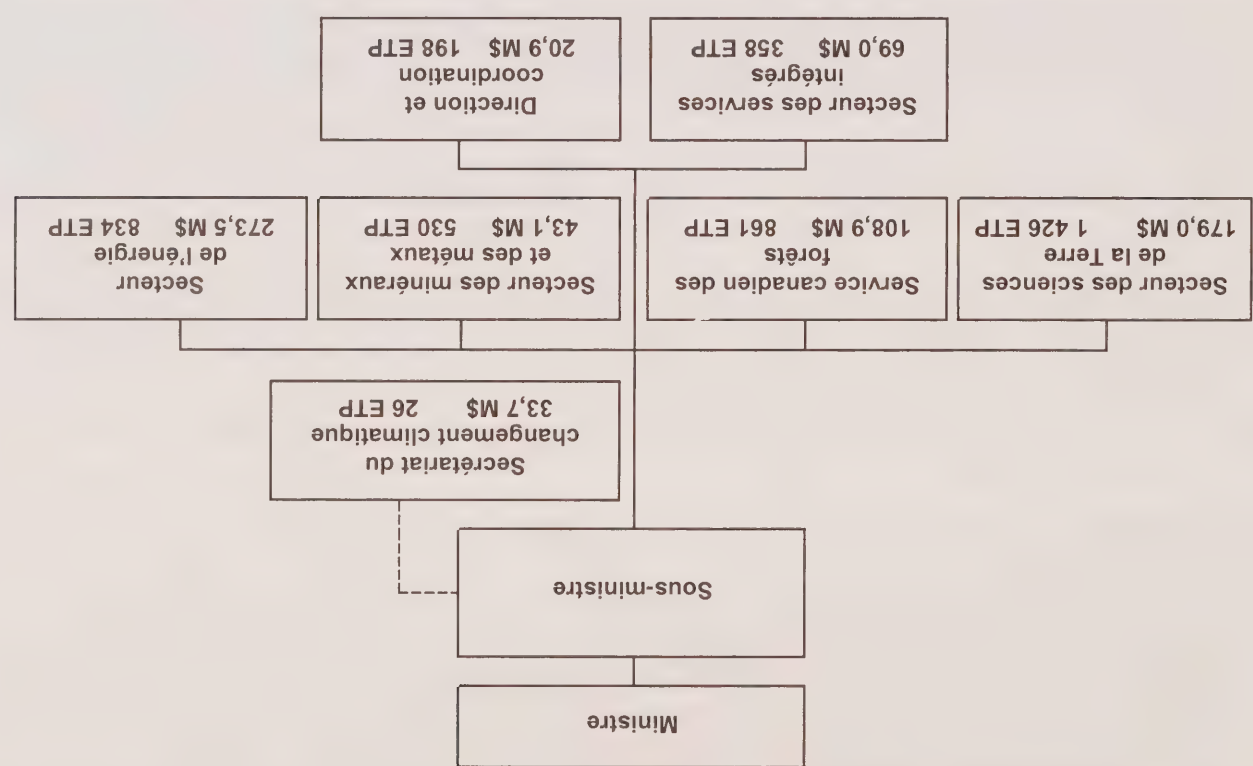 Ministre
Sous-ministre
Secrétariat du
changement climatique
33,7 M$ 26 ETP
Secteur des sciences
de la Terre
179,0 M$ 1 426 ETP
Service canadien des
forêts
108,9 M$ 861 ETP
Secteur des minéraux
et des métaux
43,1 M$ 530 ETP
Secteur
de l'énergie
273,5 M$ 834 ETP
Secteur des services
intégrés
69,0 M$ 358 ETP
Direction et
coordination
20,9 M$ 198 ETP